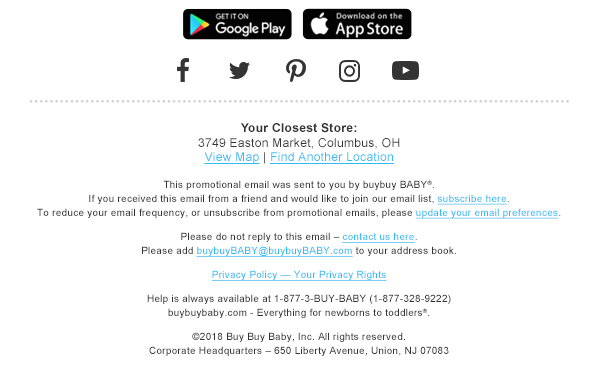 GET IT ON
Google Play
Download on the
App Store
Your Closest Store:
3749 Easton Market, Columbus, OH
View Map | Find Another Location
This promotional email was sent to you by buybuy BABY®.
If you received this email from a friend and would like to join our email list, subscribe here.
To reduce your email frequency, or unsubscribe from promotional emails, please update your email preferences.
Please do not reply to this email – contact us here.
Please add buybuyBABY@buybuyBABY.com to your address book.
Privacy Policy — Your Privacy Rights
Help is always available at 1-877-3-BUY-BABY (1-877-328-9222)
buybuybaby.com - Everything for newborns to toddlers®.
©2018 Buy Buy Baby, Inc. All rights reserved.
Corporate Headquarters – 650 Liberty Avenue, Union, NJ 07083